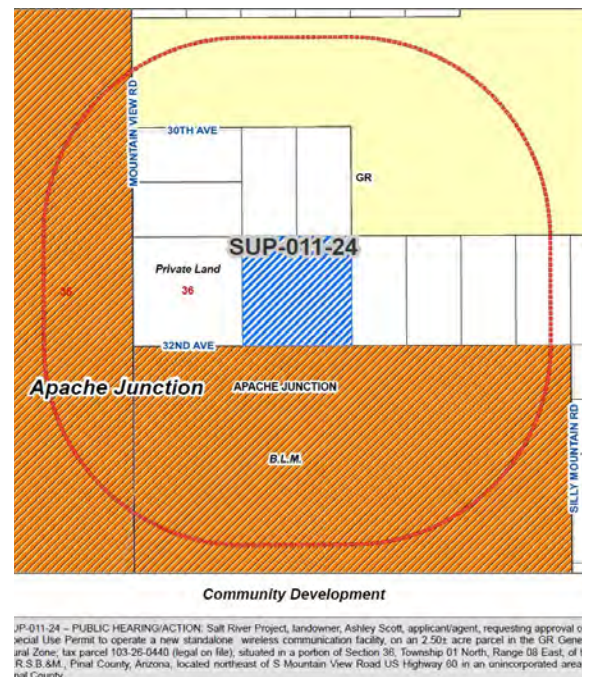 MOUNTAIN VIEW RD
30TH AVE
GR
SUP-011-24
Private Land
36
36
32ND AVE
Apache Junction
APACHE JUNCTION
B.L.M.
SILLY MOUNTAIN RD
Community Development
UP-011-24 – PUBLIC HEARING/ACTION: Salt River Project, landowner, Ashley Scott, applicant/agent, requesting approval o
pecial Use Permit to operate a new standalone wireless communication facility, on an 2.50± acre parcel in the GR Gene
ural Zone; tax parcel 103-26-0440 (legal on file), situated in a portion of Section 36, Township 01 North, Range 08 East, of
R.S.B.&M., Pinal County, Arizona, located northeast of S Mountain View Road US Highway 60 in an unincorporated area
inal County